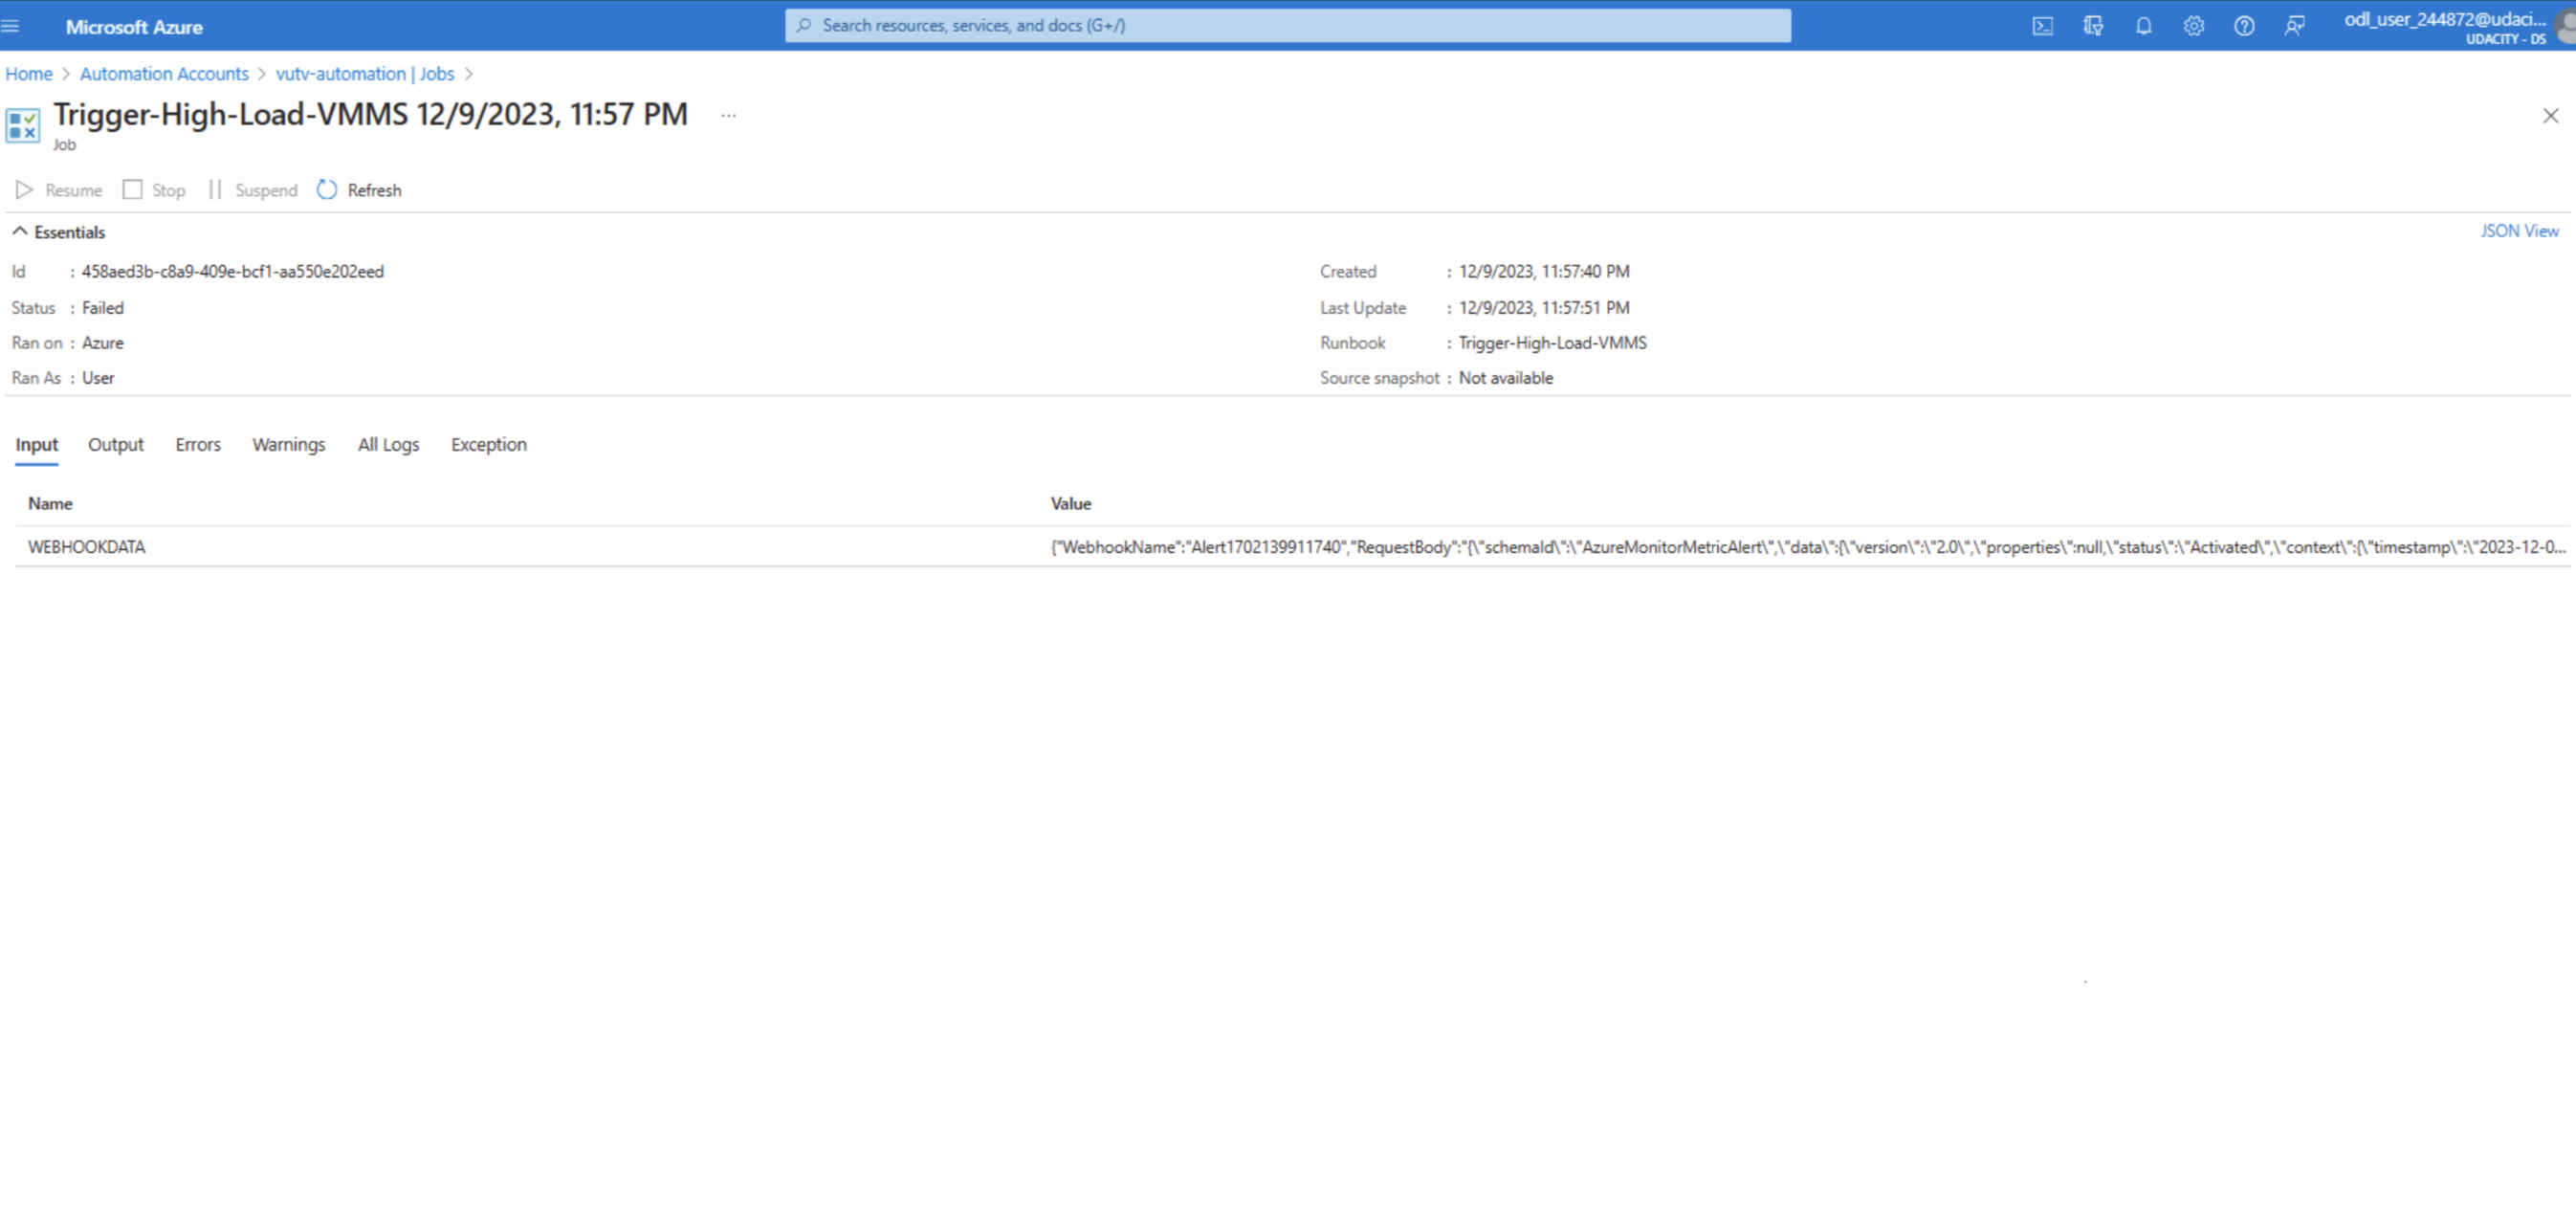 Microsoft Azure
Search resources, services, and docs (G+/)
odl_user_244872@udaci...
UDACITY - DS
Home > Automation Accounts > vutv-automation | Jobs >
Trigger-High-Load-VMMS 12/9/2023, 11:57 PM ...
Job
Resume Stop Suspend Refresh
Essentials
JSON View
Id : 458aed3b-c8a9-409e-bcf1-aa550e202eed
Created : 12/9/2023, 11:57:40 PM
Status : Failed
Last Update : 12/9/2023, 11:57:51 PM
Ran on : Azure
Runbook : Trigger-High-Load-VMMS
Ran As : User
Source snapshot : Not available
Input Output Errors Warnings All Logs Exception
Name Value
WEBHOOKDATA {"WebhookName":"Alert1702139911740","RequestBody":"{\"schemaId\":\"AzureMonitorMetricAlert\",\"data\":{\"version\":\"2.0\",\"properties\":null,\"status\":\"Activated\",\"context\":{\"timestamp\":\"2023-12-0...